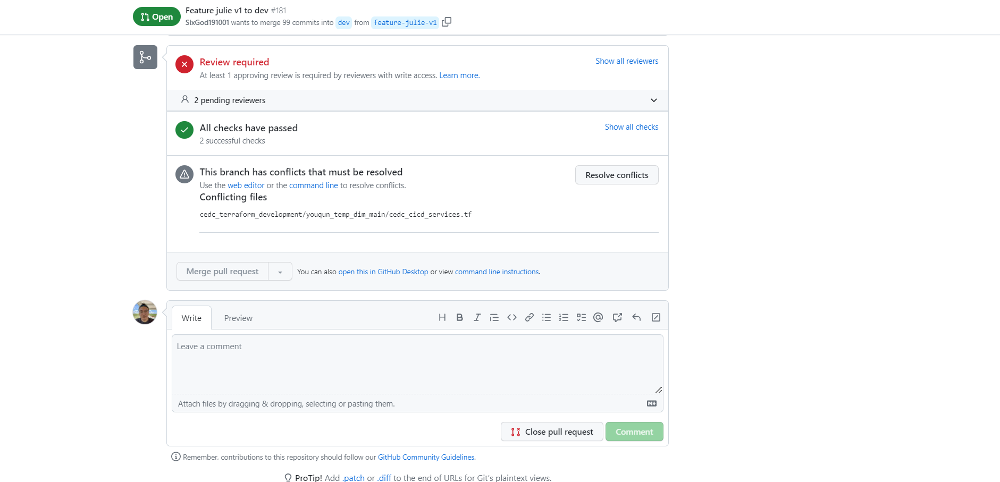 Open
Feature julie v1 to dev #181
SixGod191001 wants to merge 99 commits into dev from feature-julie-v1
Review required
Show all reviewers
At least 1 approving review is required by reviewers with write access. Learn more.
2 pending reviewers
All checks have passed
Show all checks
2 successful checks
This branch has conflicts that must be resolved
Resolve conflicts
Use the web editor or the command line to resolve conflicts.
Conflicting files
cedc_terraform_development/youqun_temp_dim_main/cedc_cicd_services.tf
Merge pull request
You can also open this in GitHub Desktop or view command line instructions.
Write
Preview
Leave a comment
Attach files by dragging & dropping, selecting or pasting them.
Close pull request
Comment
Remember, contributions to this repository should follow our GitHub Community Guidelines.
ProTip! Add .patch or .diff to the end of URLs for Git's plaintext views.